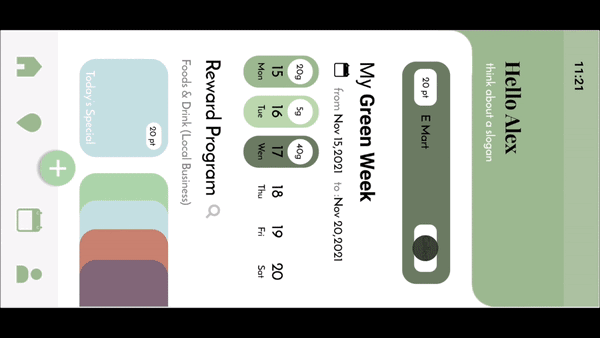 11:21
Hello Alex
think about a slogan
20 pt
E Mart
My Green Week
from Nov 15,2021 to :Nov 20,2021
20g
5g
40g
15
16
17
18
19
20
Mon
Tue
Wen
Thu
Fri
Sat
Reward Program
Foods & Drink (Local Business)
20 pt
Today's Special